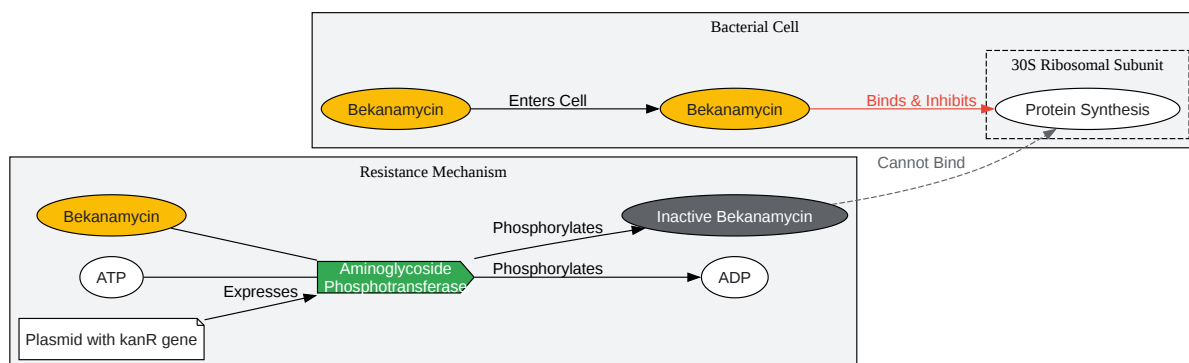 Bacterial Cell
30S Ribosomal Subunit
Bekanamycin
Enters Cell
Bekanamycin
Binds & Inhibits
Protein Synthesis
Cannot Bind
Resistance Mechanism
Bekanamycin
Phosphorylates
Inactive Bekanamycin
ATP
Aminoglycoside
Phosphotransferase
Phosphorylates
ADP
Expresses
Plasmid with kanR gene